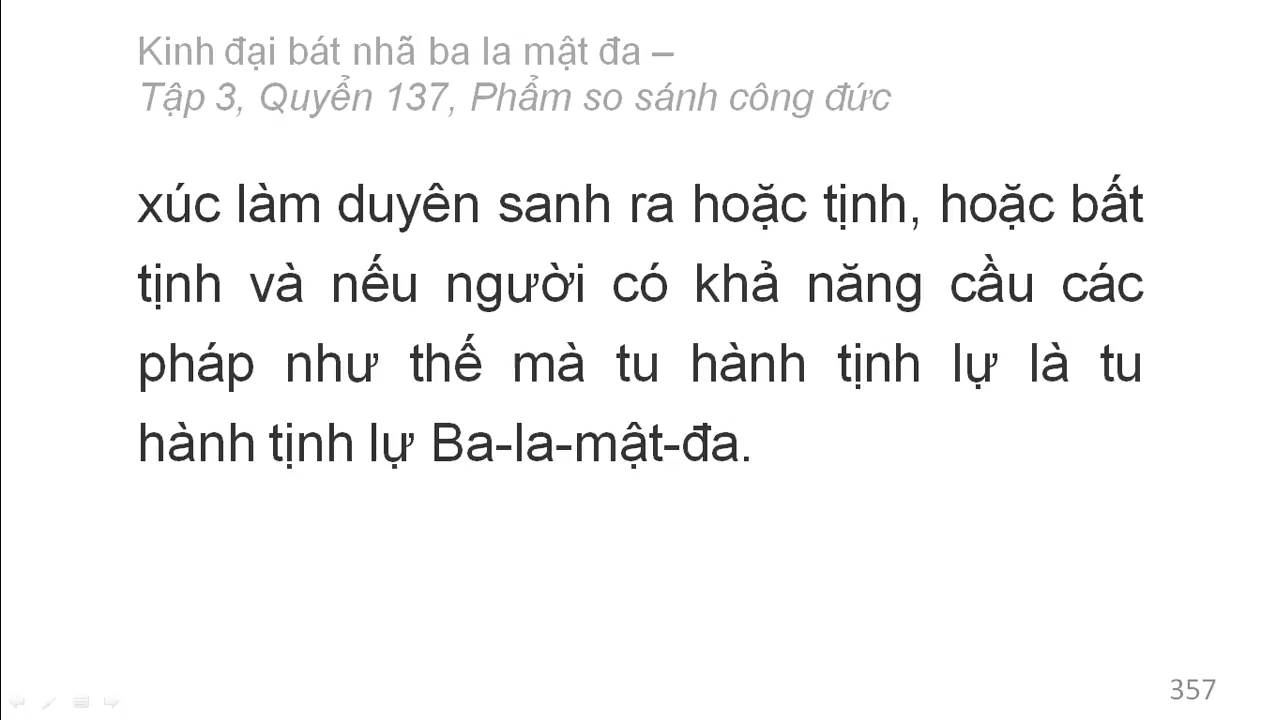 Kinh đại bát nhã ba la mật đa –
Tập 3, Quyển 137, Phẩm so sánh công đức
xúc làm duyên sanh ra hoặc tịnh, hoặc bất
tịnh và nếu người có khả năng cầu các
pháp như thế mà tu hành tịnh lự là tu
hành tịnh lự Ba-la-mật-đa.
357